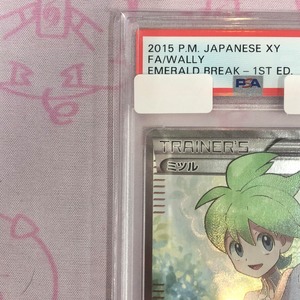 2015 P.M. JAPANESE XY
FA/WALLY
EMERALD BREAK - 1ST ED.
PSA
TRAINER'S
ミツル